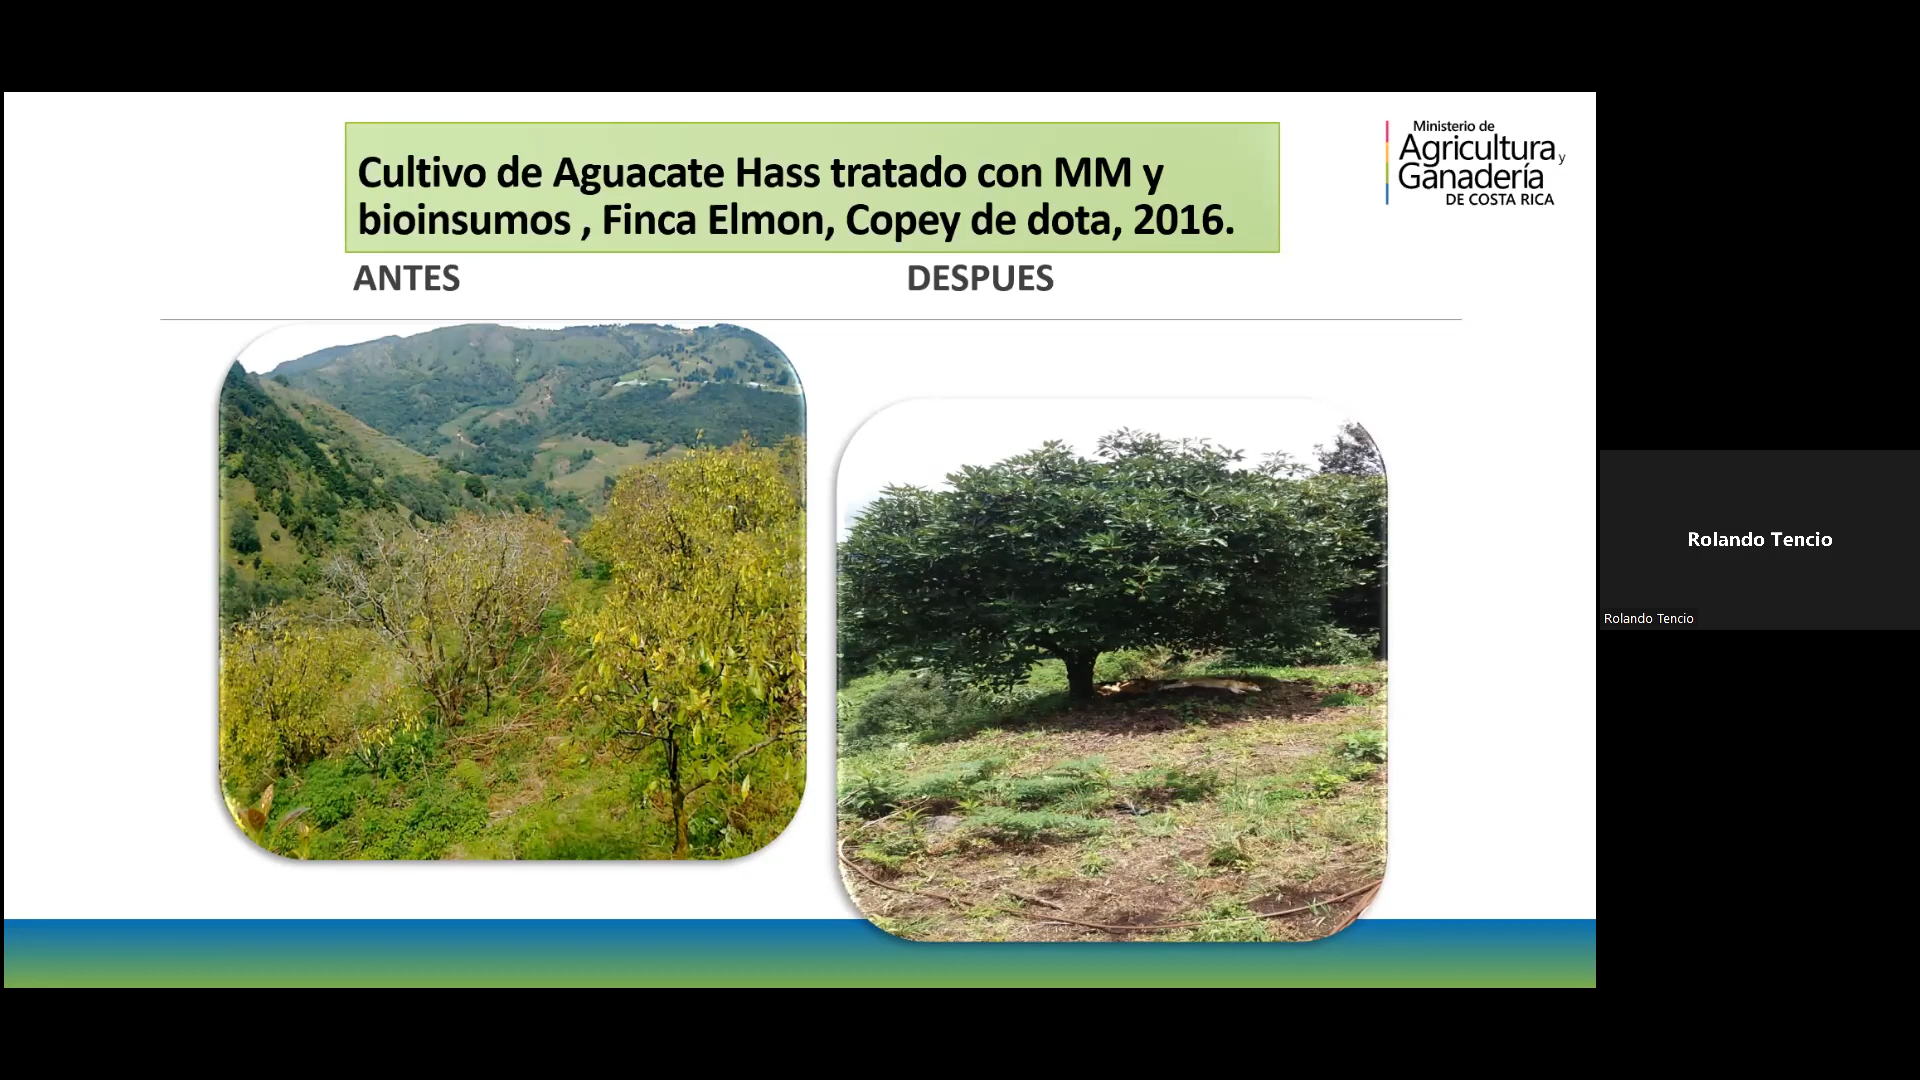 Cultivo de Aguacate Hass tratado con MM y
bioinsumos , Finca Elmon, Copey de dota, 2016.
Ministerio de
Agricultura y
Ganadería
DE COSTA RICA
ANTES
DESPUES
Rolando Tencio
Rolando Tencio